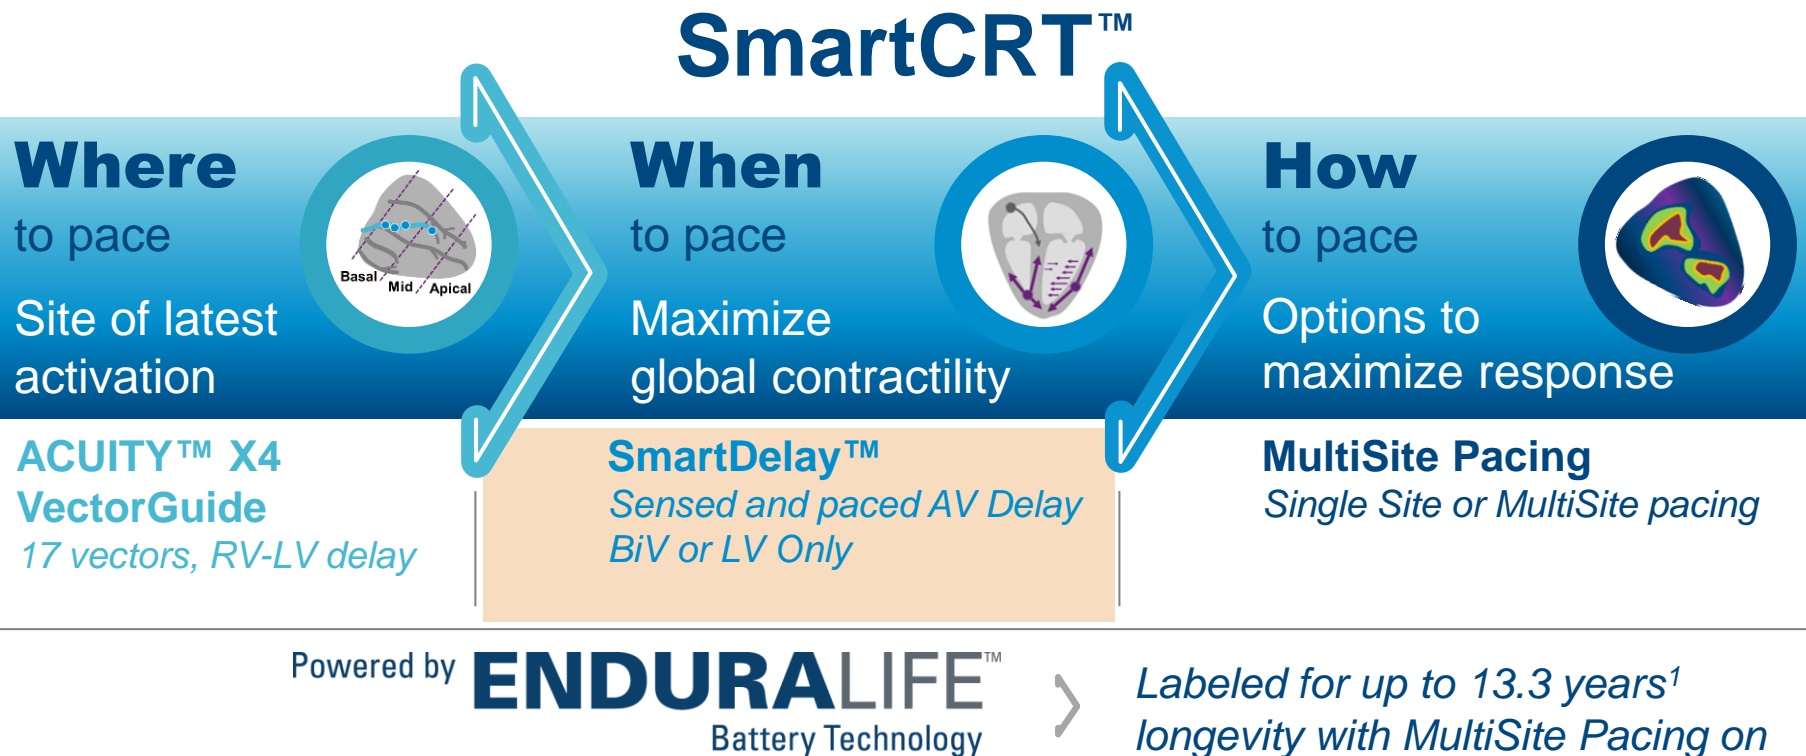 SmartCRT™
Where
to pace
Site of latest
activation
Basal
Mid
Apical
ACUITY™ X4
VectorGuide
17 vectors, RV-LV delay
When
to pace
Maximize
global contractility
SmartDelay™
Sensed and paced AV Delay
BiV or LV Only
How
to pace
Options to
maximize response
MultiSite Pacing
Single Site or MultiSite pacing
Powered by ENDURALIFE™
Battery Technology
Labeled for up to 13.3 years¹
longevity with MultiSite Pacing on